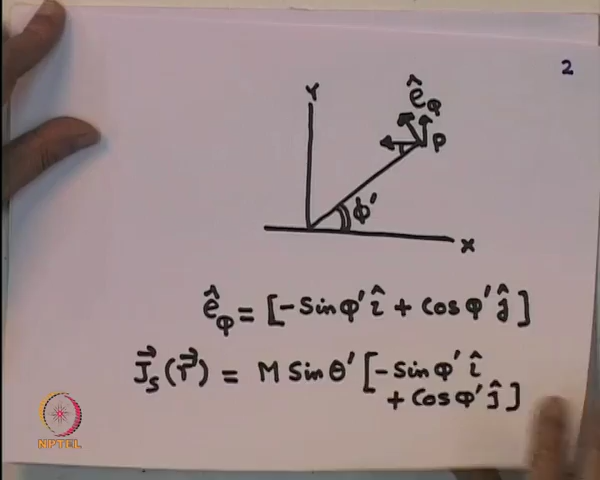 2
Y
ê_φ
P
φ'
X
ê_φ = [-Sinφ' î + Cosφ' ĵ]
J⃗_s(r⃗) = M Sinθ' [-Sinφ' î
+ Cosφ' ĵ]
NPTEL